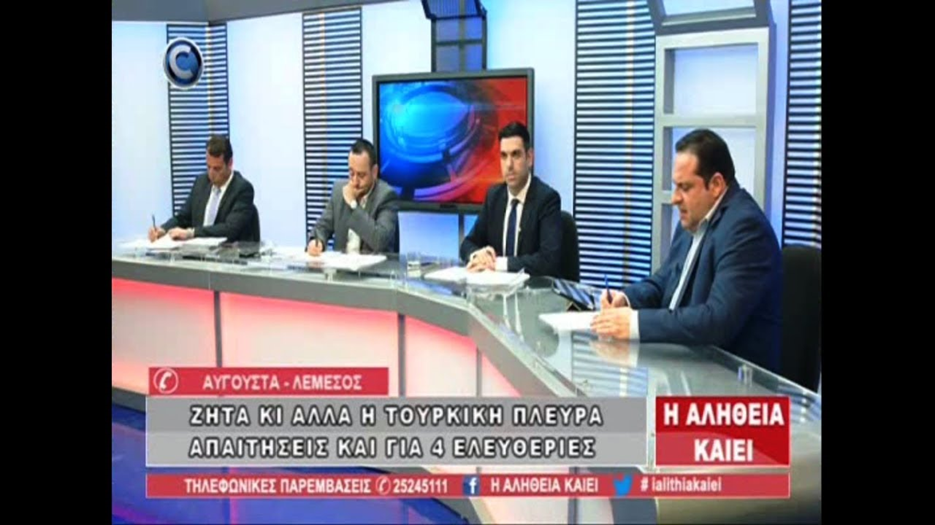 C
ΑΥΓΟΥΣΤΑ - ΛΕΜΕΣΟΣ
ΖΗΤΑ ΚΙ ΑΛΛΑ Η ΤΟΥΡΚΙΚΗ ΠΛΕΥΡΑ
ΑΠΑΙΤΗΣΕΙΣ ΚΑΙ ΓΙΑ 4 ΕΛΕΥΘΕΡΙΕΣ
Η ΑΛΗΘΕΙΑ
ΚΑΙΕΙ
ΤΗΛΕΦΩΝΙΚΕΣ ΠΑΡΕΜΒΑΣΕΙΣ 25245111 f Η ΑΛΗΘΕΙΑ ΚΑΙΕΙ # ialithiakaiei